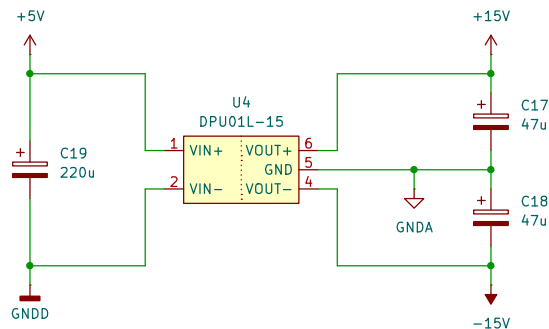 +5V
+15V
U4
DPU01L-15
C17
47u
+
1
VIN+
VOUT+
6
C19
220u
+
GND
5
2
VIN-
VOUT-
4
C18
47u
+
GNDA
GNDD
-15V